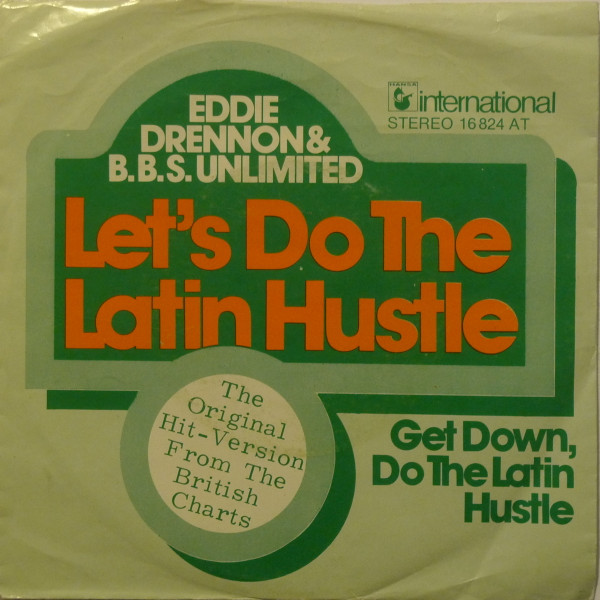 HANSA
international
STEREO 16 824 AT
EDDIE
DRENNON &
B.B.S. UNLIMITED
Let's Do The
Latin Hustle
The
Original
Hit-Version
From The
British
Charts
Get Down,
Do The Latin
Hustle